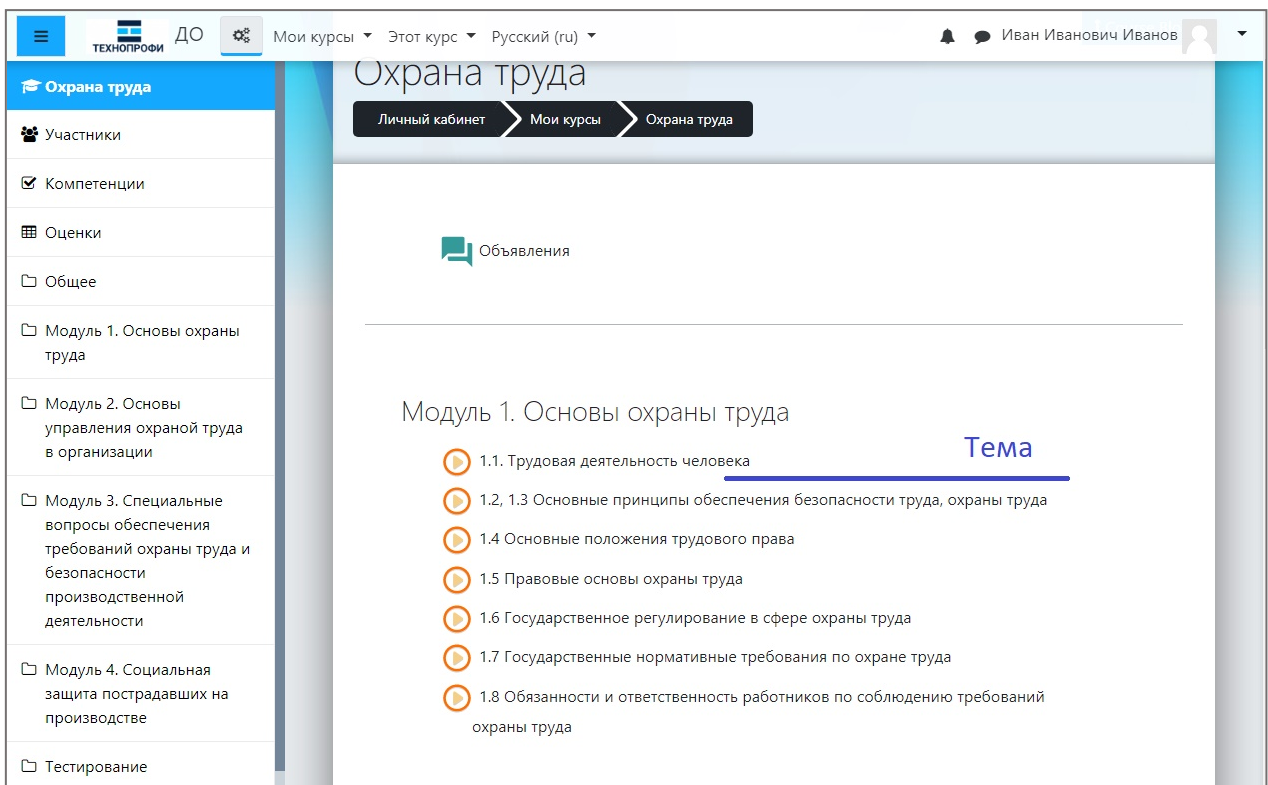 ТЕХНОПРОФИ ДО Мои курсы Этот курс Русский (ru) Иван Иванович Иванов
Охрана труда
Участники
Компетенции
Оценки
Общее
Модуль 1. Основы охраны
труда
Модуль 2. Основы
управления охраной труда
в организации
Модуль 3. Специальные
вопросы обеспечения
требований охраны труда и
безопасности
производственной
деятельности
Модуль 4. Социальная
защита пострадавших на
производстве
Тестирование
Охрана труда
Личный кабинет Мои курсы Охрана труда
Объявления
Модуль 1. Основы охраны труда
Тема
1.1. Трудовая деятельность человека
1.2, 1.3 Основные принципы обеспечения безопасности труда, охраны труда
1.4 Основные положения трудового права
1.5 Правовые основы охраны труда
1.6 Государственное регулирование в сфере охраны труда
1.7 Государственные нормативные требования по охране труда
1.8 Обязанности и ответственность работников по соблюдению требований
охраны труда